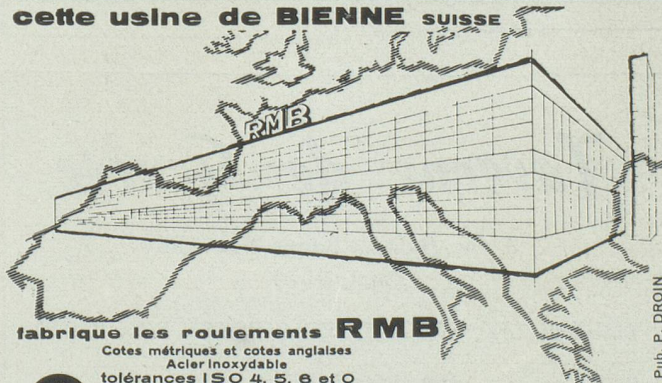 cette usine de BIENNE SUISSE
RMB
fabrique les roulements RMB
Cotes métriques et cotes anglaises
Acier Inoxydable
tolérances ISO 4, 5, 6 et 0
Pub. P. DROIN